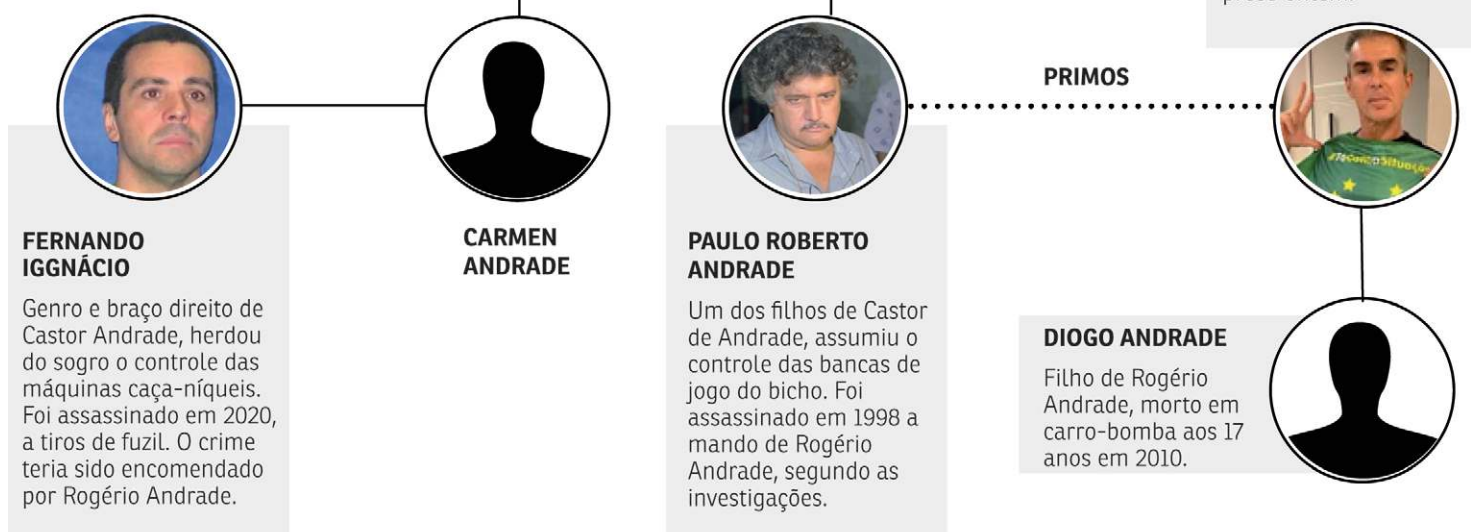 PRIMOS
FERNANDO
IGGNÁCIO
Genro e braço direito de
Castor Andrade, herdou
do sogro o controle das
máquinas caça-níqueis.
Foi assassinado em 2020,
a tiros de fuzil. O crime
teria sido encomendado
por Rogério Andrade.
CARMEN
ANDRADE
PAULO ROBERTO
ANDRADE
Um dos filhos de Castor
de Andrade, assumiu o
controle das bancas de
jogo do bicho. Foi
assassinado em 1998 a
mando de Rogério
Andrade, segundo as
investigações.
DIOGO ANDRADE
Filho de Rogério
Andrade, morto em
carro-bomba aos 17
anos em 2010.